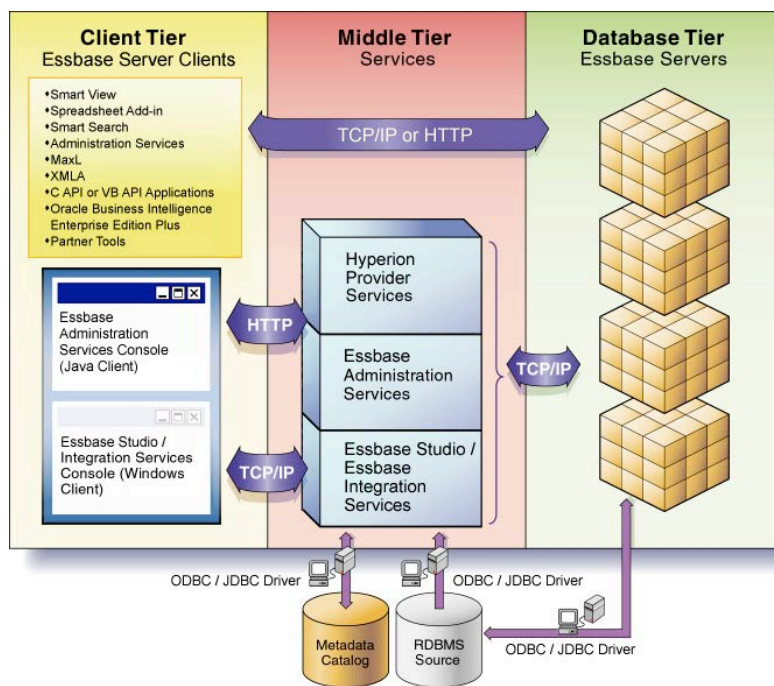 Client Tier
Essbase Server Clients
Middle Tier
Services
Database Tier
Essbase Servers
•Smart View
•Spreadsheet Add-in
•Smart Search
•Administration Services
•MaxL
•XMLA
•C API or VB API Applications
•Oracle Business Intelligence
Enterprise Edition Plus
•Partner Tools
TCP/IP or HTTP
Essbase
Administration
Services Console
(Java Client)
HTTP
Hyperion
Provider
Services
Essbase
Administration
Services
TCP/IP
Essbase Studio /
Integration Services
Console (Windows
Client)
TCP/IP
Essbase Studio /
Essbase
Integration
Services
ODBC / JDBC Driver
ODBC / JDBC Driver
Metadata
Catalog
RDBMS
Source
ODBC / JDBC Driver